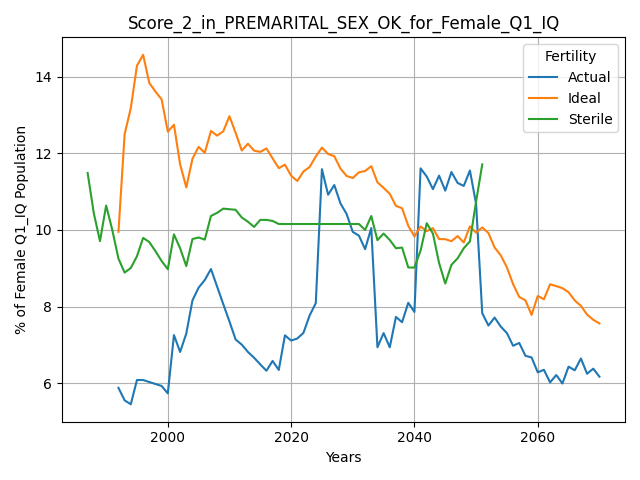 Score_2_in_PREMARITAL_SEX_OK_for_Female_Q1_IQ
% of Female Q1_IQ Population
14
12
10
8
6
Fertility
Actual
Ideal
Sterile
2000
2020
2040
2060
Years